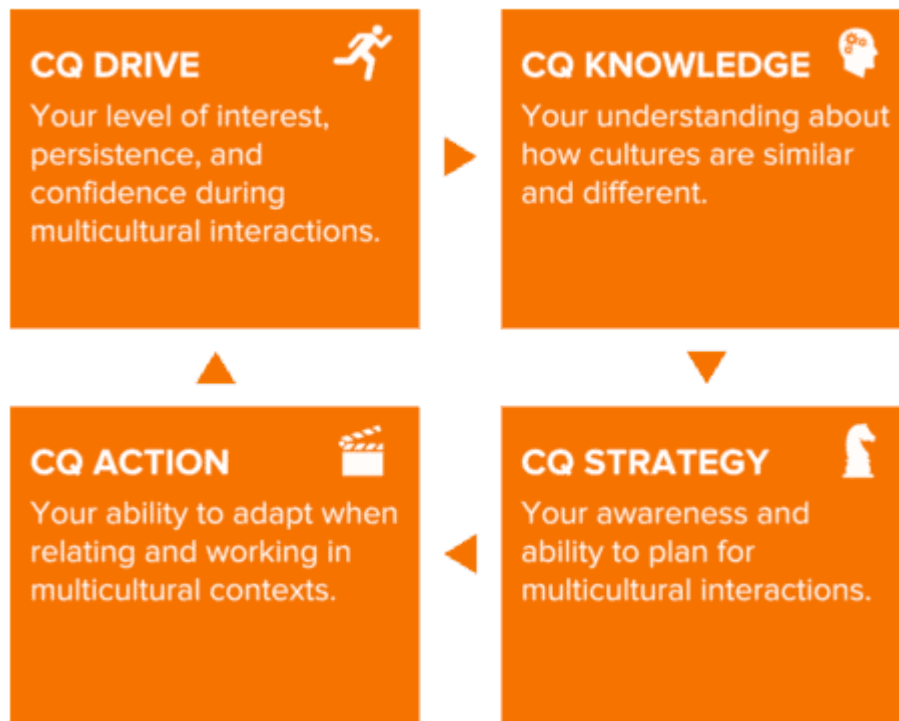 CQ DRIVE
Your level of interest,
persistence, and
confidence during
multicultural interactions.
CQ KNOWLEDGE
Your understanding about
how cultures are similar
and different.
CQ ACTION
Your ability to adapt when
relating and working in
multicultural contexts.
CQ STRATEGY
Your awareness and
ability to plan for
multicultural interactions.